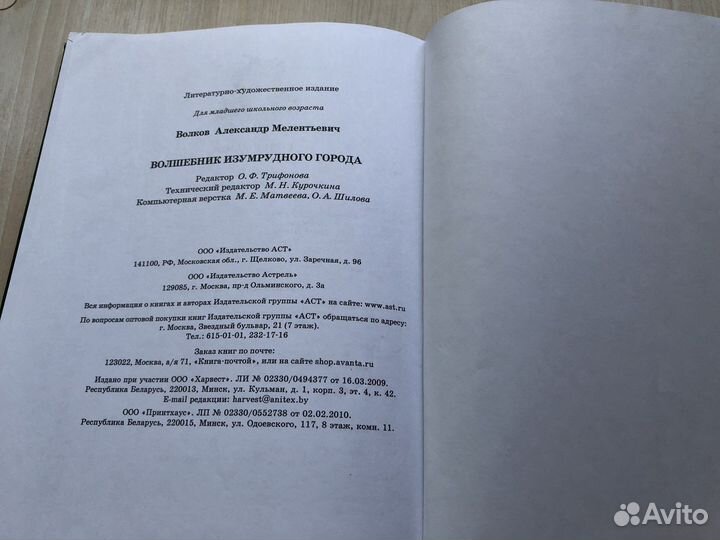 Литературно-художественное издание
Для младшего школьного возраста
Волков Александр Мелентьевич
ВОЛШЕБНИК ИЗУМРУДНОГО ГОРОДА
Редактор О. Ф. Трифонова
Технический редактор М. Н. Курочкина
Компьютерная верстка М. Е. Матвеева, О. А. Шилова
ООО «Издательство АСТ»
141100, РФ, Московская обл., г. Щелково, ул. Заречная, д. 96
ООО «Издательство Астрель»
129085, г. Москва, пр-д Ольминского, д. 3а
Вся информация о книгах и авторах Издательской группы «АСТ» на сайте: www.ast.ru
По вопросам оптовой покупки книг Издательской группы «АСТ» обращаться по адресу:
г. Москва, Звездный бульвар, 21 (7 этаж).
Тел.: 615-01-01, 232-17-16
Заказ книг по почте:
123022, Москва, а/я 71, «Книга-почтой», или на сайте shop.avanta.ru
Издано при участии ООО «Харвест». ЛИ № 02330/0494377 от 16.03.2009.
Республика Беларусь, 220013, Минск, ул. Кульман, д. 1, корп. 3, эт. 4, к. 42.
E-mail редакции: harvest@anitex.by
ООО «Принтхаус». ЛП № 02330/0552738 от 02.02.2010.
Республика Беларусь, 220015, Минск, ул. Одоевского, 117, 8 этаж, комн. 11.
Avito